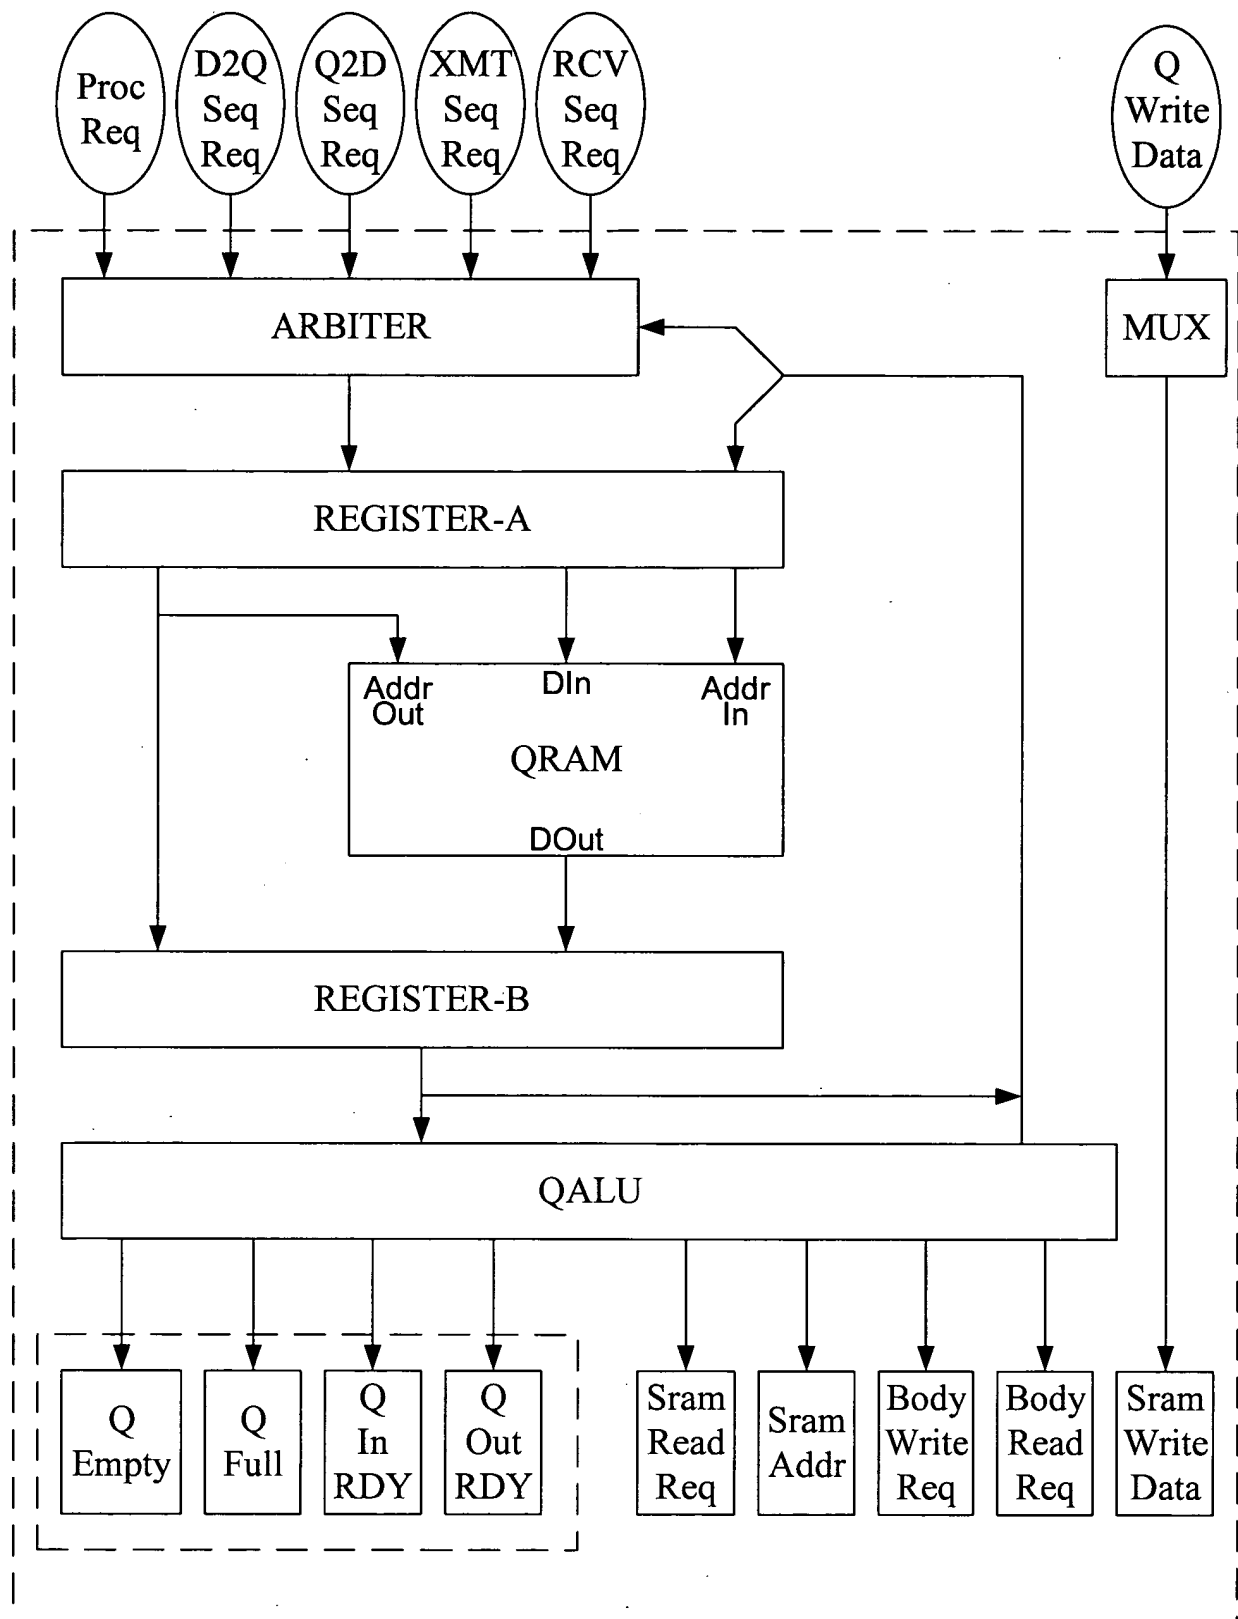 Proc
Req
D2Q
Seq
Req
Q2D
Seq
Req
XMT
Seq
Req
RCV
Seq
Req
Q
Write
Data
ARBITER
MUX
REGISTER-A
Addr
Out
DIn
Addr
In
QRAM
DOut
REGISTER-B
QALU
Q
Empty
Q
Full
Q
In
RDY
Q
Out
RDY
Sram
Read
Req
Sram
Addr
Body
Write
Req
Body
Read
Req
Sram
Write
Data